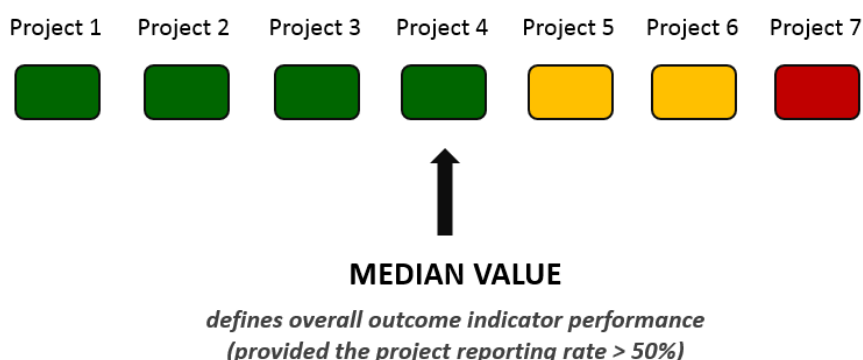 Project 1 Project 2 Project 3 Project 4 Project 5 Project 6 Project 7
MEDIAN VALUE
defines overall outcome indicator performance
(provided the project reporting rate > 50%)